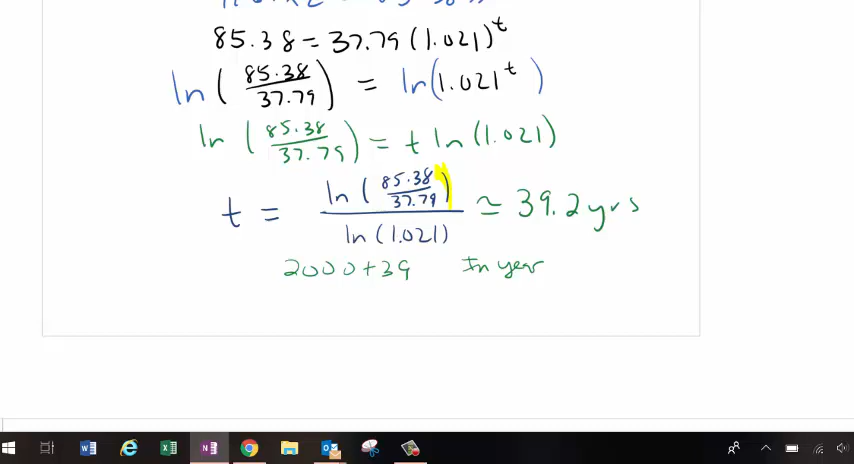 85.38 = 37.79 (1.021)^t
ln ( 85.38 / 37.79 ) = ln(1.021^t )
ln ( 85.38 / 37.79 ) = t ln (1.021)
t = ln ( 85.38 / 37.79 ) / ln (1.021) ≃ 39.2 yrs
2000 + 39 In year